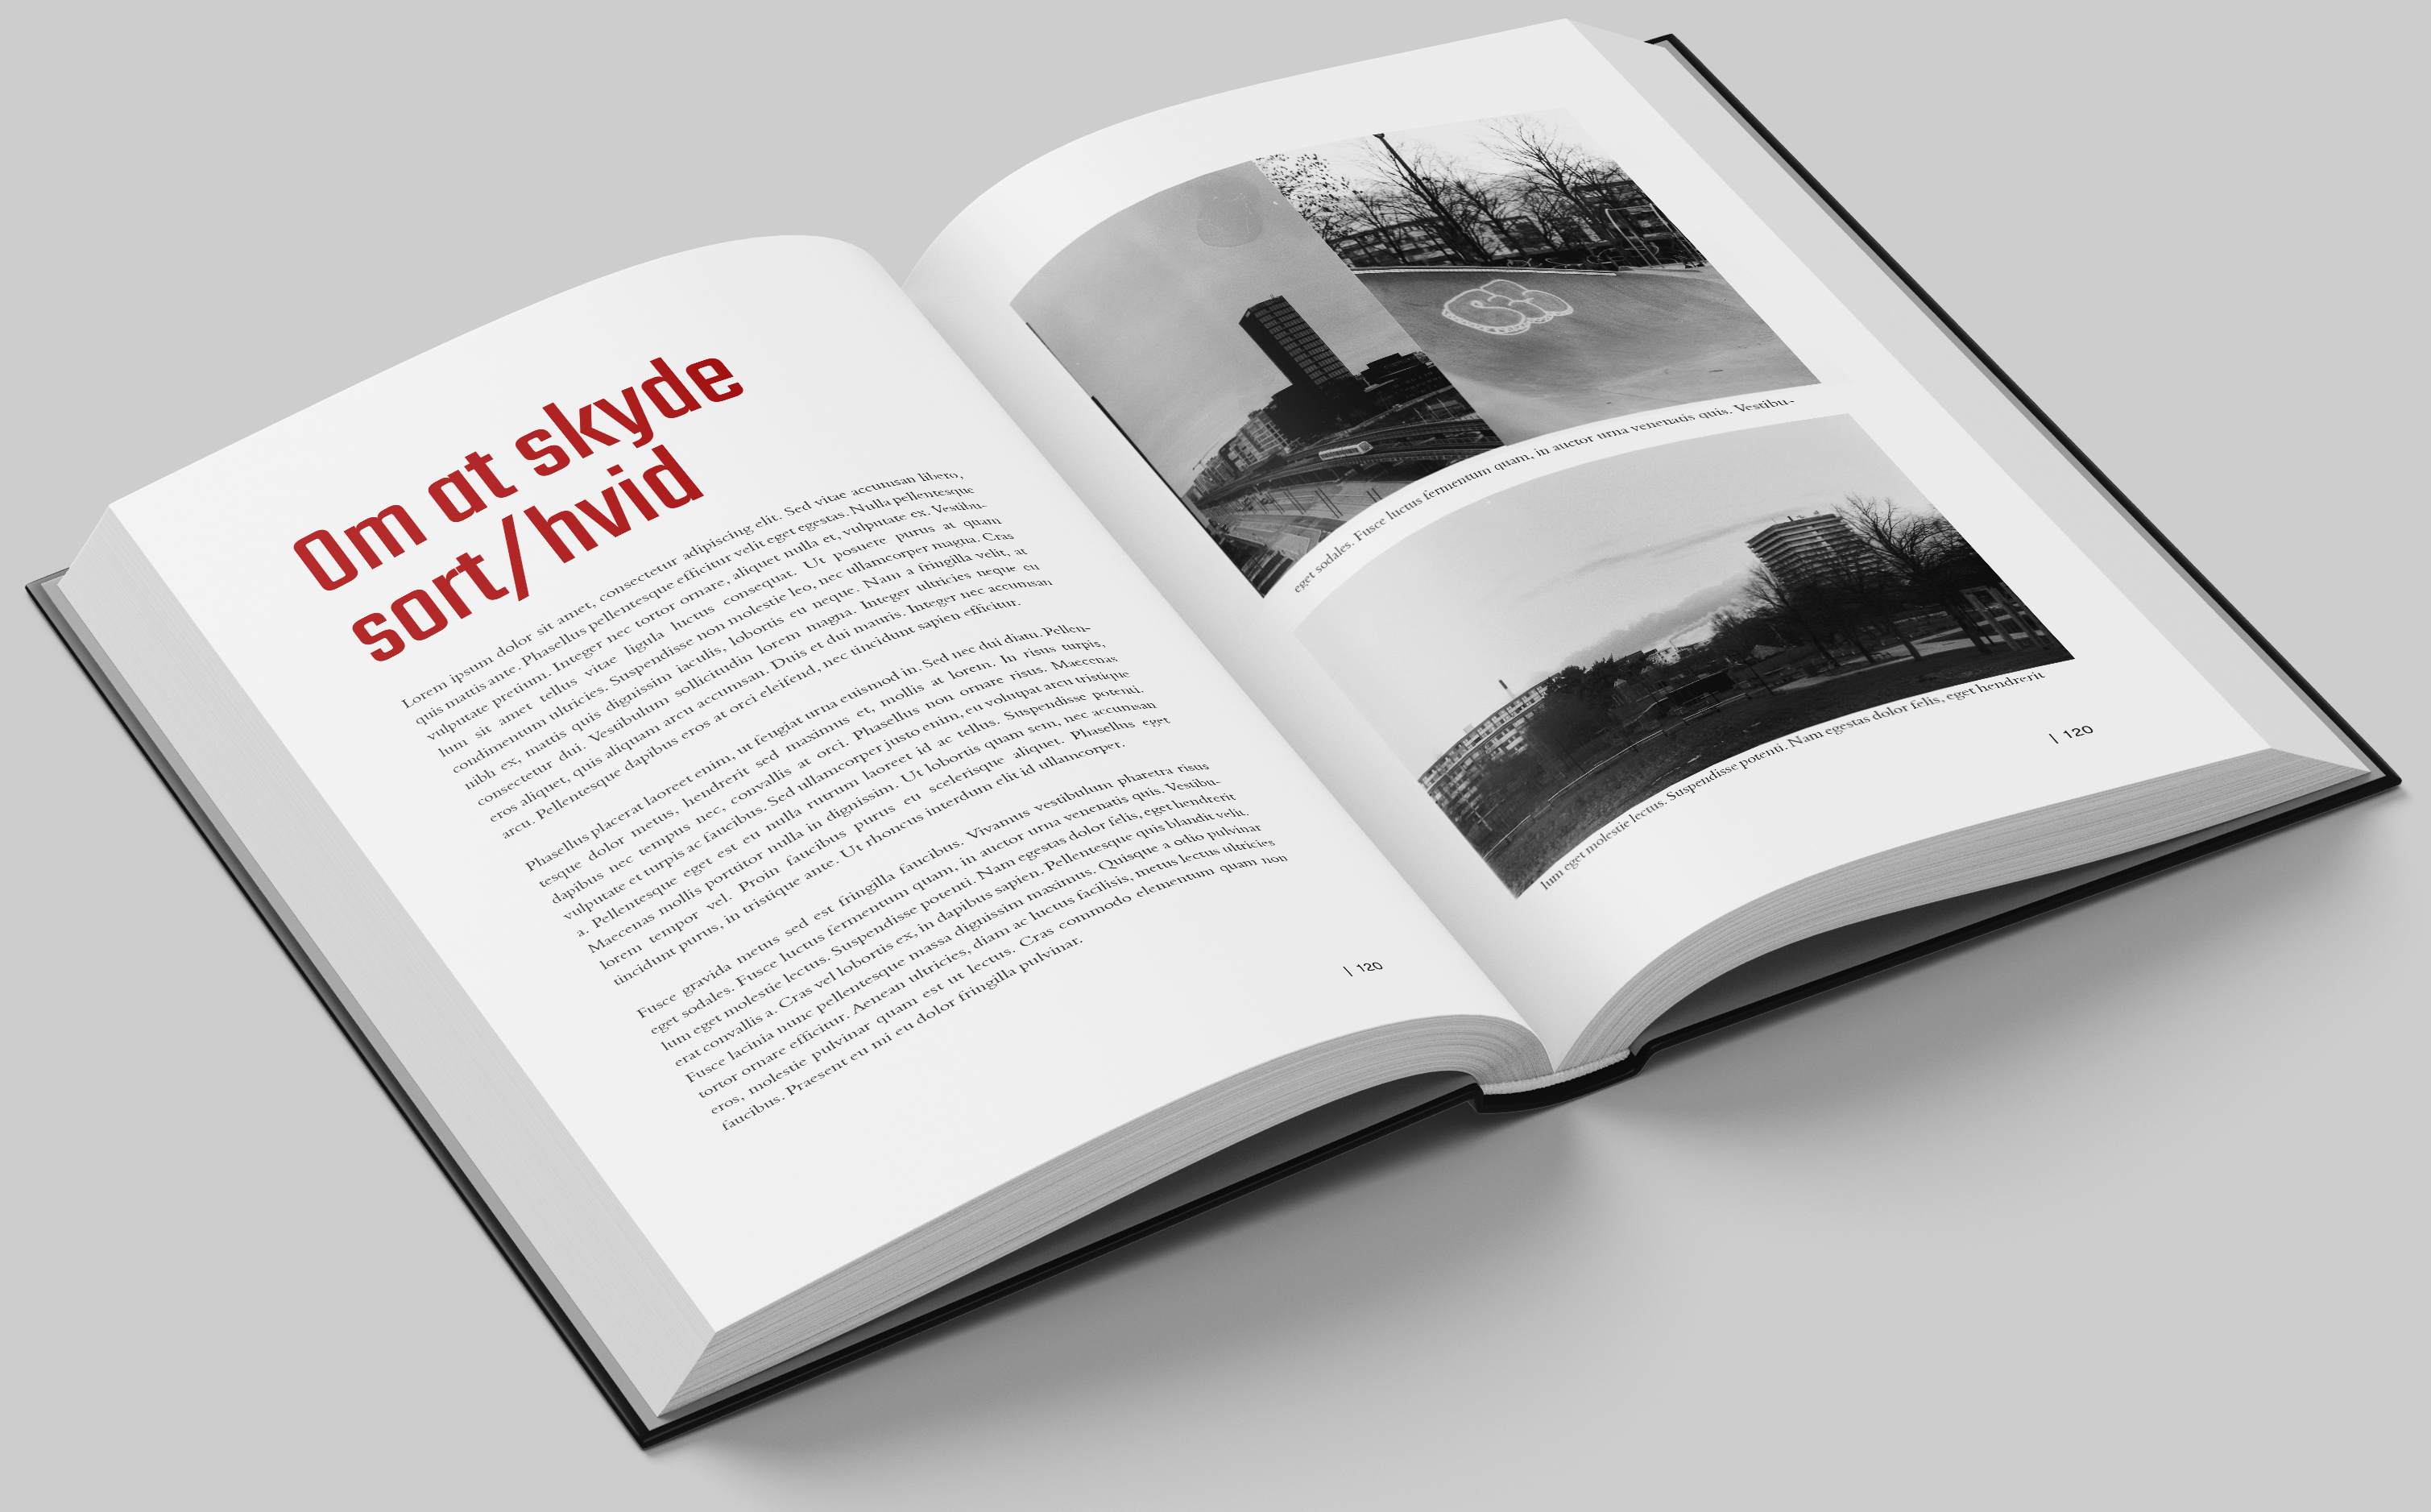 Om at skyde
sort/hvid
Lorem ipsum dolor sit amet, consectetur adipiscing elit. Sed vitae accumsan libero,
quis mattis ante. Phasellus pellentesque efficitur velit eget egestas. Nulla pellentesque
vulputate pretium. Integer nec tortor ornare, aliquet nulla et, vulputate ex. Vestibu-
lum sit amet tellus vitae ligula luctus consequat. Ut posuere purus at quam
condimentum ultricies. Suspendisse non molestie leo, nec ullamcorper magna. Cras
nibh ex, mattis quis dignissim iaculis, lobortis eu neque. Nam a fringilla velit, at
consectetur dui. Vestibulum sollicitudin lorem magna. Integer ultricies neque eu
eros aliquet, quis aliquam arcu accumsan. Duis et dui mauris. Integer nec accumsan
arcu. Pellentesque dapibus eros at orci eleifend, nec tincidunt sapien efficitur.
Phasellus placerat laoreet enim, ut feugiat urna euismod in. Sed nec dui diam. Pellen-
tesque dolor metus, hendrerit sed maximus et, mollis at lorem. In risus turpis,
dapibus nec tempus nec, convallis at orci. Phasellus non ornare risus. Maecenas
vulputate et turpis ac faucibus. Sed ullamcorper justo enim, eu volutpat arcu tristique
a. Pellentesque eget est eu nulla rutrum laoreet id ac tellus. Suspendisse potenti.
Maecenas mollis porttitor nulla in dignissim. Ut lobortis quam sem, nec accumsan
lorem tempor vel. Proin faucibus purus eu scelerisque aliquet. Phasellus eget
tincidunt purus, in tristique ante. Ut rhoncus interdum elit id ullamcorper.
Fusce gravida metus sed est fringilla faucibus. Vivamus vestibulum pharetra risus
eget sodales. Fusce luctus fermentum quam, in auctor urna venenatis quis. Vestibu-
lum eget molestie lectus. Suspendisse potenti. Nam egestas dolor felis, eget hendrerit
erat convallis a. Cras vel lobortis ex, in dapibus sapien. Pellentesque quis blandit velit.
Fusce lacinia nunc pellentesque massa dignissim maximus. Quisque a odio pulvinar
tortor ornare efficitur. Aenean ultricies, diam ac luctus facilisis, metus lectus ultricies
eros, molestie pulvinar quam est ut lectus. Cras commodo elementum quam non
faucibus. Praesent eu mi eu dolor fringilla pulvinar.
| 120
eget sodales. Fusce luctus fermentum quam, in auctor urna venenatis quis. Vestibu-
lum eget molestie lectus. Suspendisse potenti. Nam egestas dolor felis, eget hendrerit
| 120